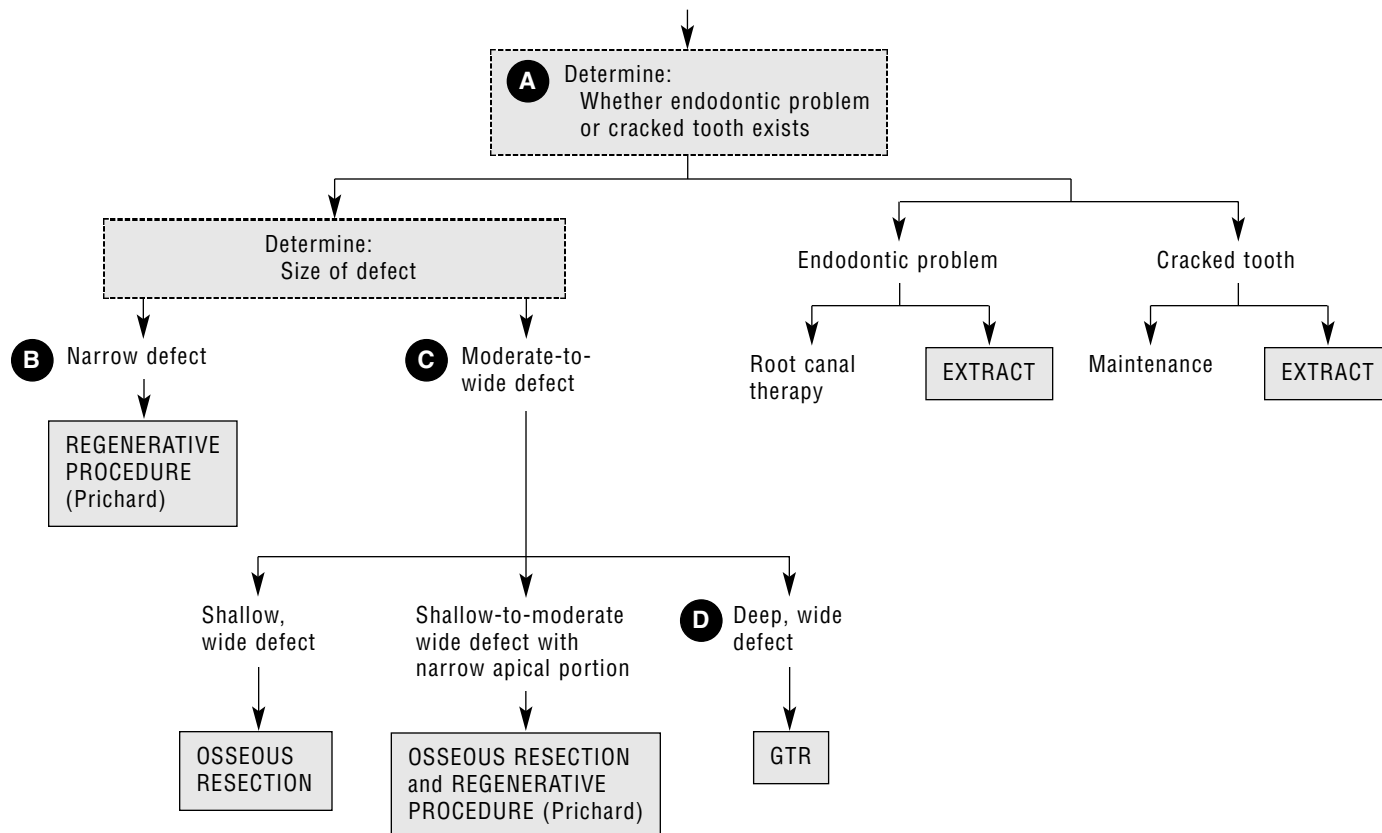 A
Determine:
Whether endodontic problem
or cracked tooth exists
Determine:
Size of defect
Endodontic problem
Cracked tooth
B
Narrow defect
C
Moderate-to-
wide defect
Root canal
therapy
EXTRACT
Maintenance
EXTRACT
REGENERATIVE
PROCEDURE
(Prichard)
Shallow,
wide defect
Shallow-to-moderate
wide defect with
narrow apical portion
D
Deep, wide
defect
OSSEOUS
RESECTION
OSSEOUS RESECTION
and REGENERATIVE
PROCEDURE (Prichard)
GTR